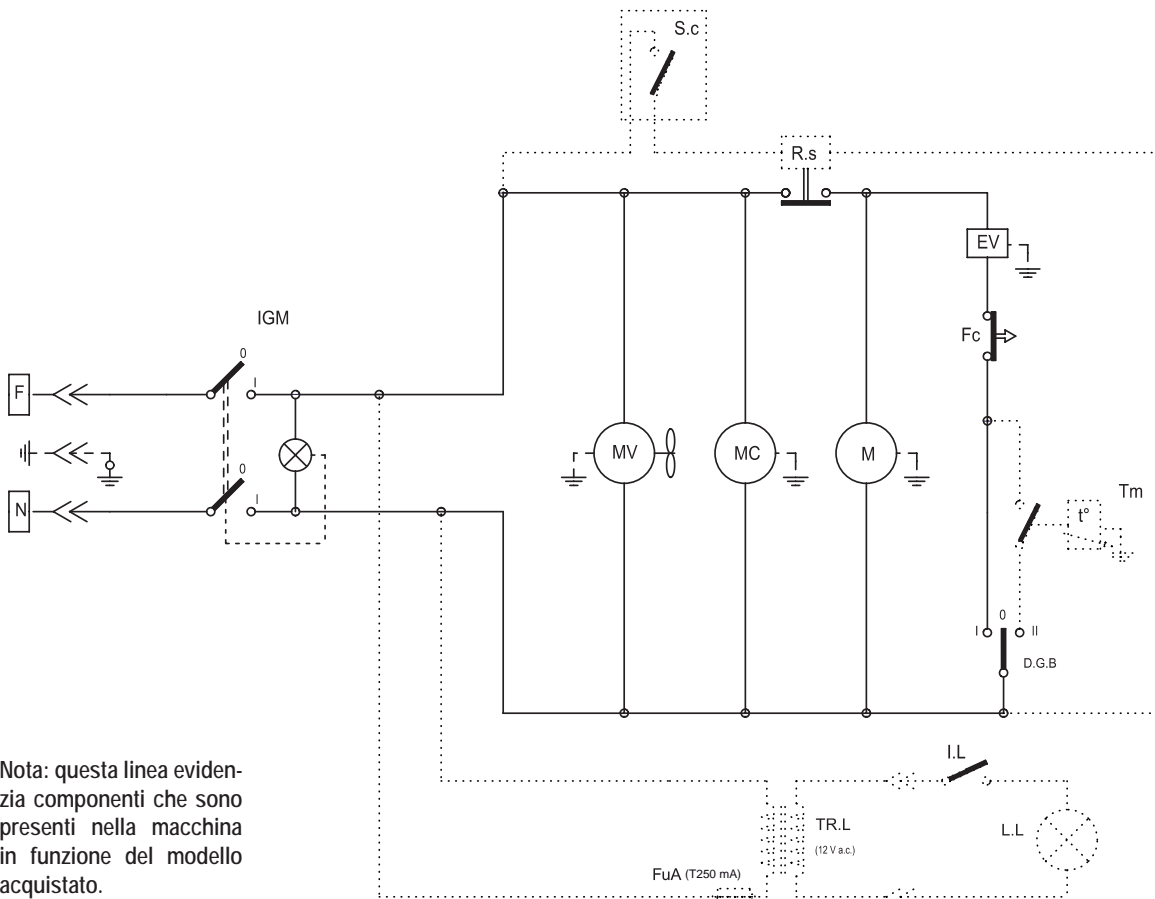 S.c
R.s
EV
IGM
Fc
0
I
F
MV
MC
M
Tm
t°
0
I
N
0
I
II
D.G.B
I.L
Nota: questa linea eviden-
zia componenti che sono
presenti nella macchina
in funzione del modello
acquistato.
TR.L
(12 V a.c.)
L.L
FuA (T250 mA)